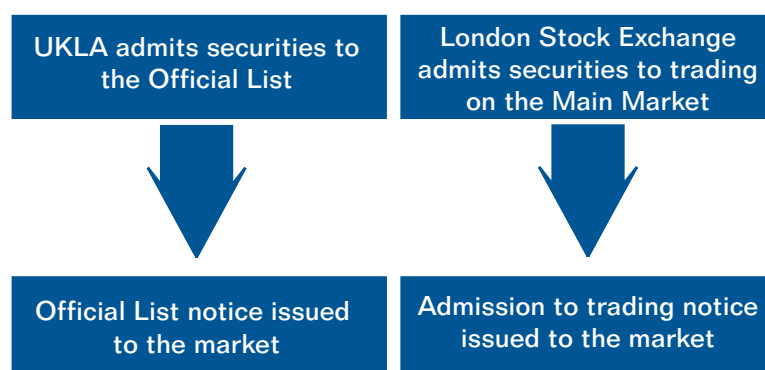 UKLA admits securities to
the Official List
London Stock Exchange
admits securities to trading
on the Main Market
Official List notice issued
to the market
Admission to trading notice
issued to the market